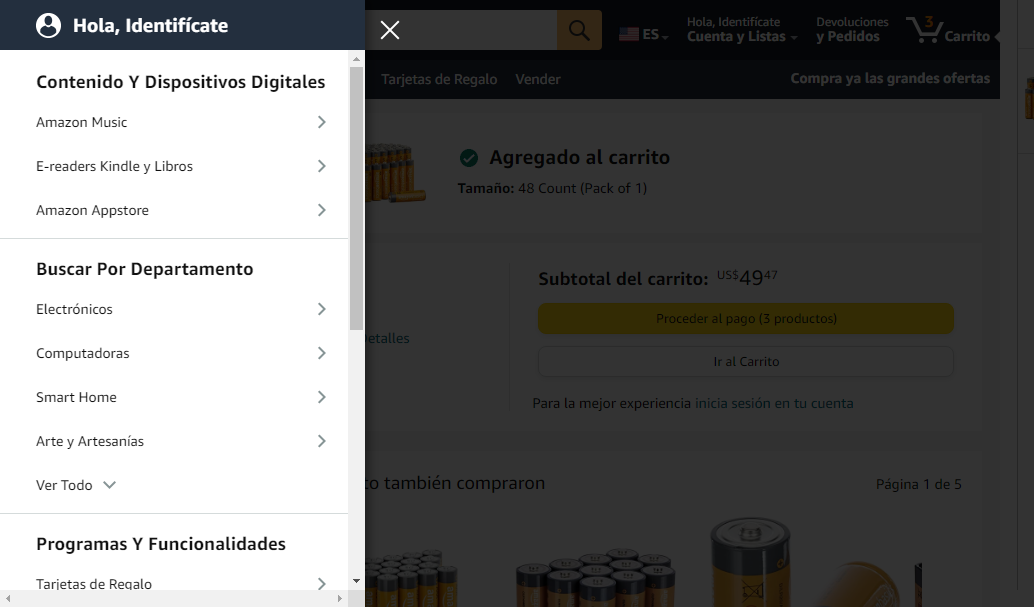 Hola, Identifícate
Contenido Y Dispositivos Digitales
Amazon Music
E-readers Kindle y Libros
Amazon Appstore
Buscar Por Departamento
Electrónicos
Computadoras
Smart Home
Arte y Artesanías
Ver Todo
Programas Y Funcionalidades
Tarjetas de Regalo
ES
Hola, Identifícate
Cuenta y Listas
Devoluciones
y Pedidos
3
Carrito
Tarjetas de Regalo
Vender
Compra ya las grandes ofertas
Agregado al carrito
Tamaño: 48 Count (Pack of 1)
Subtotal del carrito: US$49.47
Proceder al pago (3 productos)
etalles
Ir al Carrito
Para la mejor experiencia inicia sesión en tu cuenta
to también compraron
Página 1 de 5